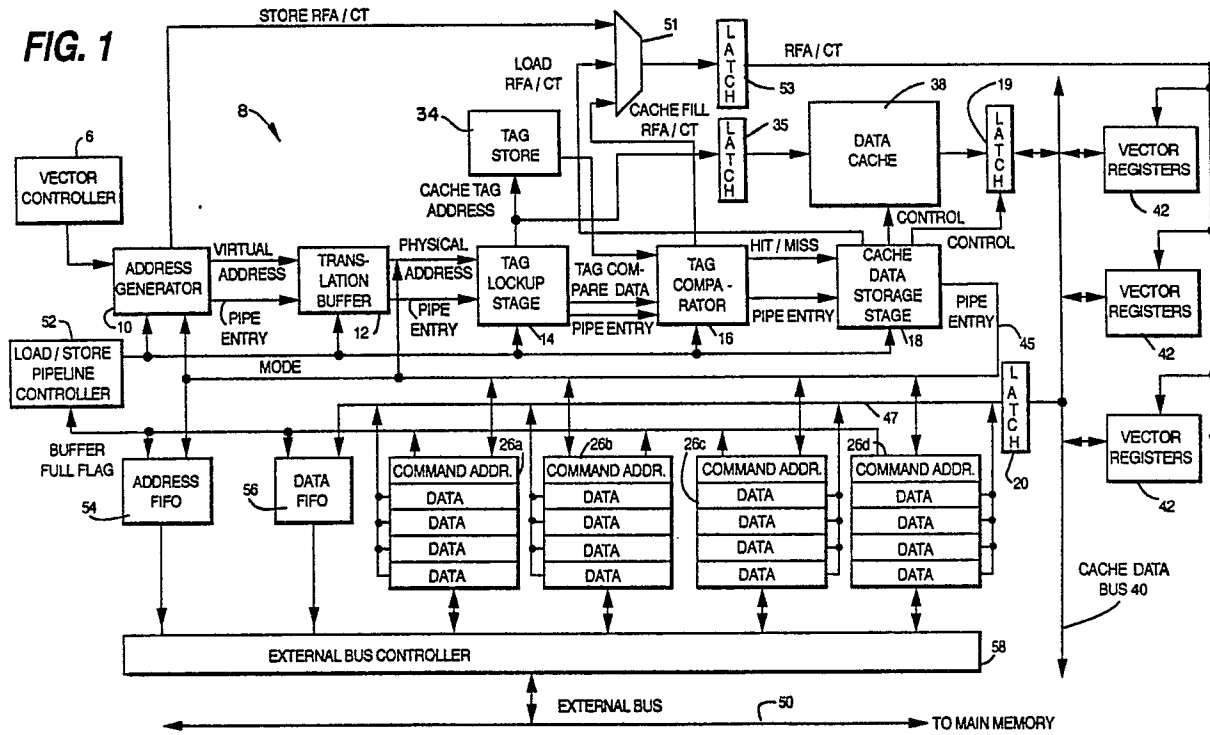 FIG. 1
STORE RFA / CT
51
LATCH
53
RFA / CT
LOAD
RFA / CT
CACHE FILL
RFA / CT
8
34
TAG
STORE
35
LATCH
38
DATA
CACHE
19
LATCH
6
VECTOR
CONTROLLER
CACHE TAG
ADDRESS
CONTROL
CONTROL
VECTOR
REGISTERS
42
ADDRESS
GENERATOR
10
VIRTUAL
ADDRESS
PIPE
ENTRY
TRANS-
LATION
BUFFER
12
PHYSICAL
ADDRESS
PIPE
ENTRY
TAG
LOCKUP
STAGE
14
TAG COM-
PARE DATA
PIPE ENTRY
TAG
COMPA-
RATOR
16
HIT / MISS
PIPE ENTRY
CACHE
DATA
STORAGE
STAGE
18
PIPE
ENTRY
45
VECTOR
REGISTERS
42
52
LOAD / STORE
PIPELINE
CONTROLLER
MODE
47
LATCH
20
BUFFER
FULL FLAG
ADDRESS
FIFO
54
DATA
FIFO
56
26a
COMMAND ADDR.
DATA
DATA
DATA
DATA
26b
COMMAND ADDR.
DATA
DATA
DATA
DATA
26c
COMMAND ADDR.
DATA
DATA
DATA
DATA
26d
COMMAND ADDR.
DATA
DATA
DATA
DATA
VECTOR
REGISTERS
42
CACHE DATA
BUS 40
EXTERNAL BUS CONTROLLER
58
EXTERNAL BUS
50
TO MAIN MEMORY